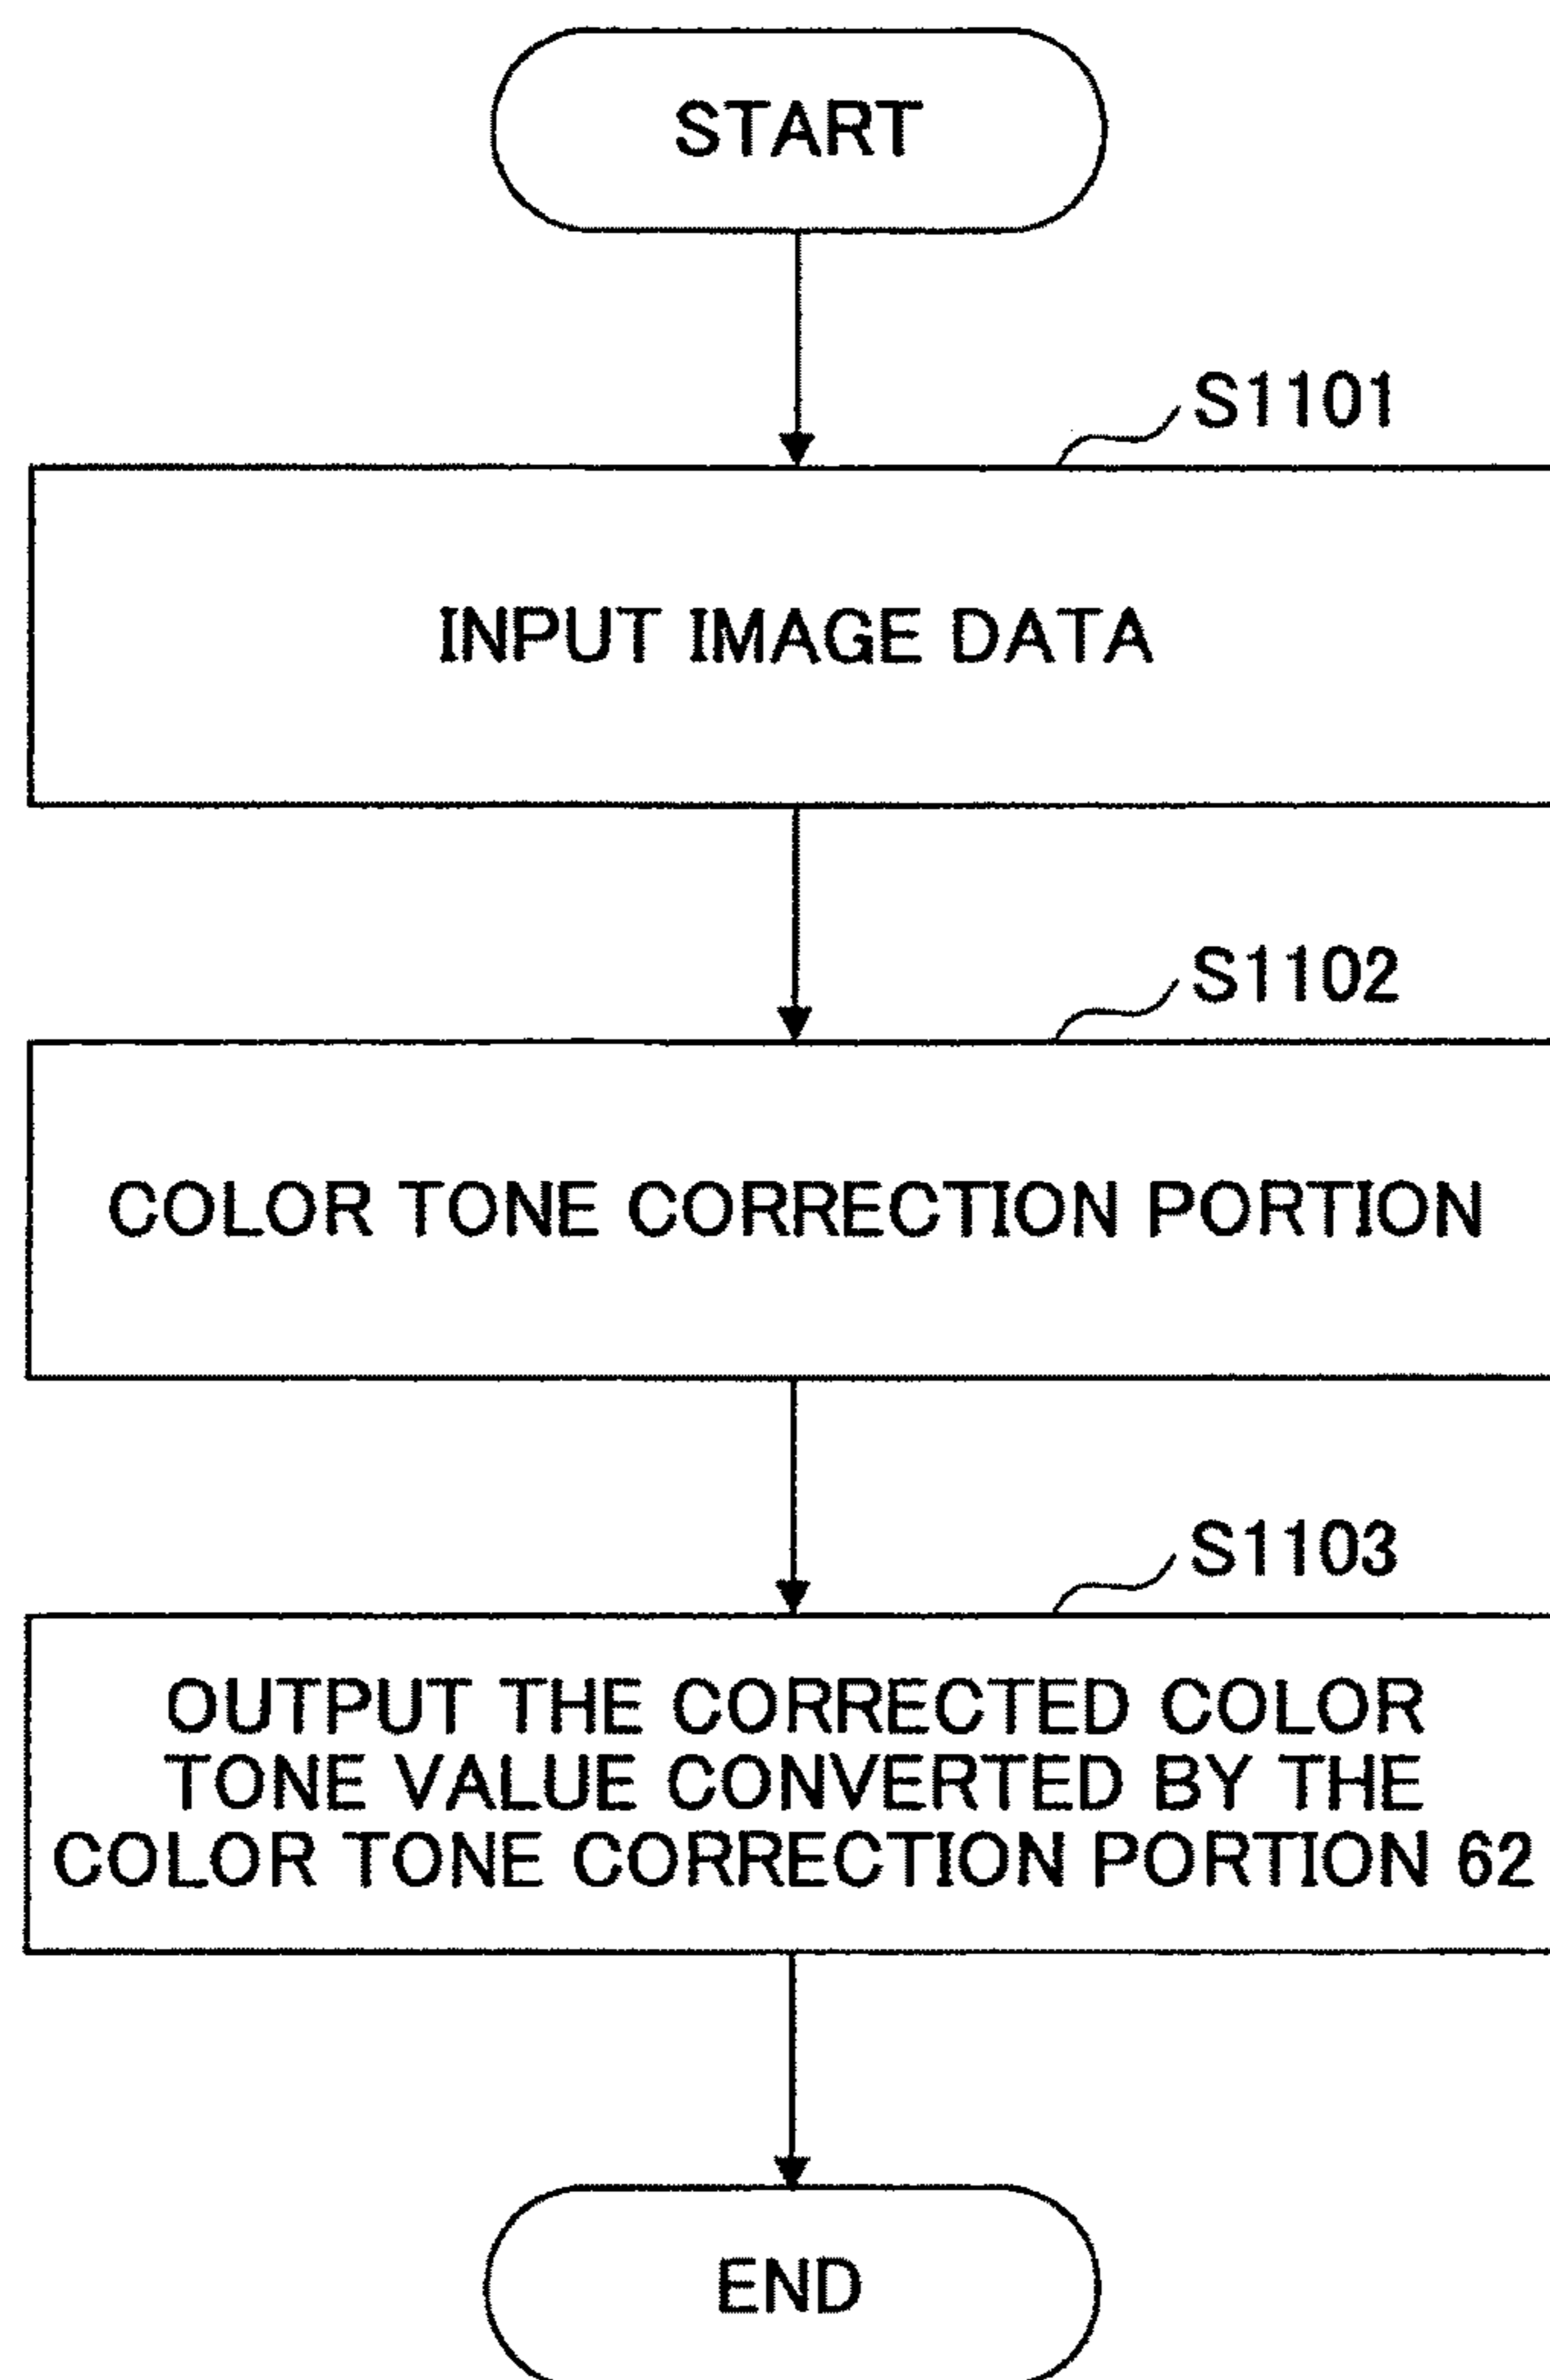 START
S1101
INPUT IMAGE DATA
S1102
COLOR TONE CORRECTION PORTION
S1103
OUTPUT THE CORRECTED COLOR
TONE VALUE CONVERTED BY THE
COLOR TONE CORRECTION PORTION 62
END